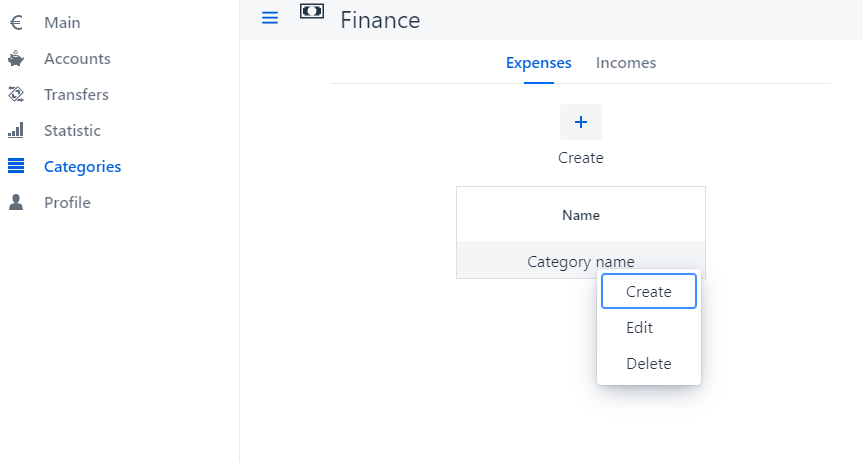 Main
Accounts
Transfers
Statistic
Categories
Profile
Finance
Expenses Incomes
Create
Name
Category name
Create
Edit
Delete